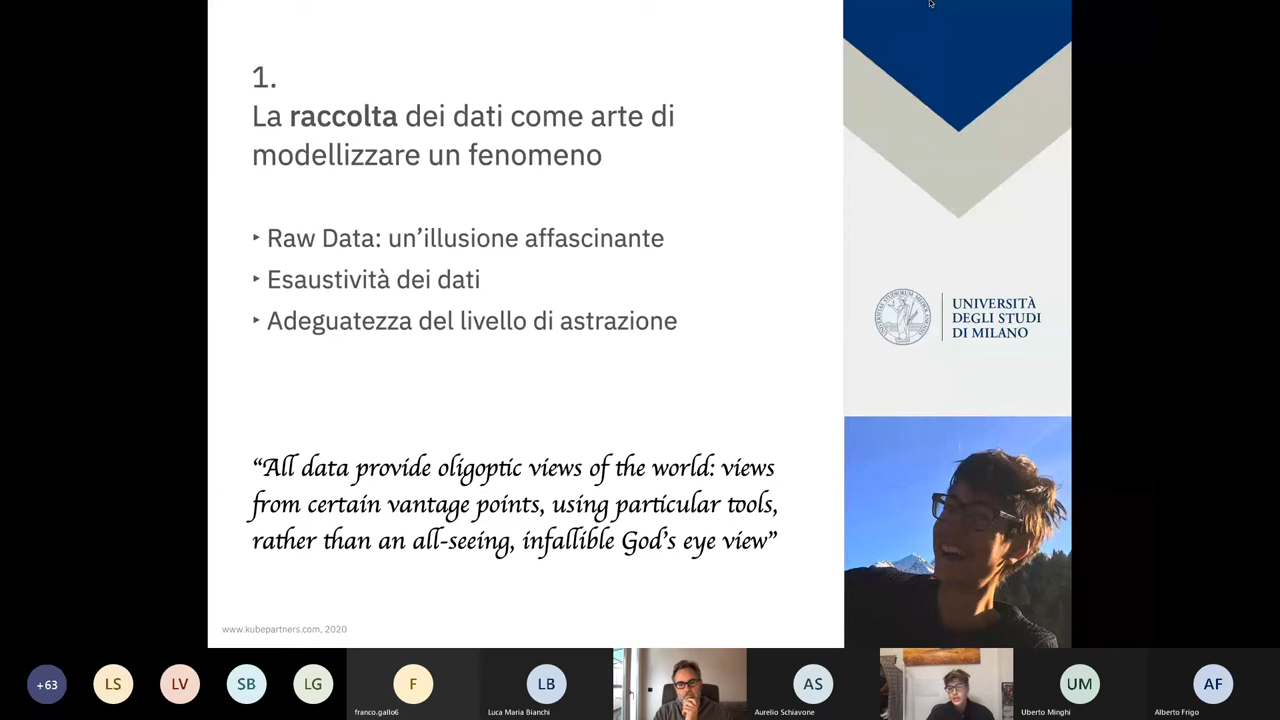 1.
La raccolta dei dati come arte di
modellizzare un fenomeno
‣ Raw Data: un’illusione affascinante
‣ Esaustività dei dati
‣ Adeguatezza del livello di astrazione
“All data provide oligoptic views of the world: views
from certain vantage points, using particular tools,
rather than an all-seeing, infallible God’s eye view”
www.kubepartners.com, 2020
UNIVERSITÀ
DEGLI STUDI
DI MILANO
+63
LS
LV
SB
LG
F
franco.gallo6
LB
Luca Maria Bianchi
AS
Aurelio Schiavone
UM
Uberto Minghi
AF
Alberto Frigo